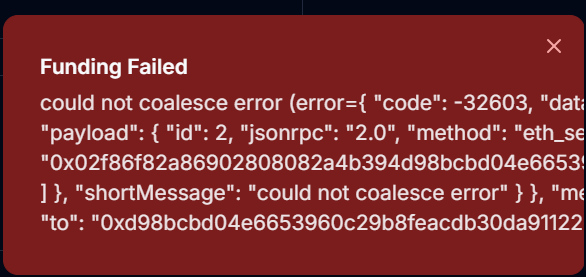 Funding Failed
could not coalesce error (error={ "code": -32603, "data
"payload": { "id": 2, "jsonrpc": "2.0", "method": "eth_se
"0x02f86f82a86902808082a4b394d98bcbd04e66539
] }, "shortMessage": "could not coalesce error" } }, "me
"to": "0xd98bcbd04e6653960c29b8feacdb30da91122